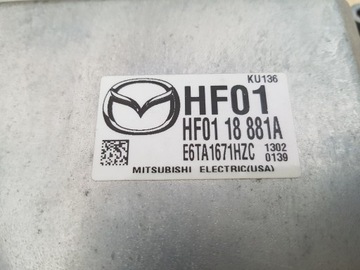 KU136
HF01
HF01 18 881A
E6TA1671HZC 1302
0139
MITSUBISHI ELECTRIC(USA)